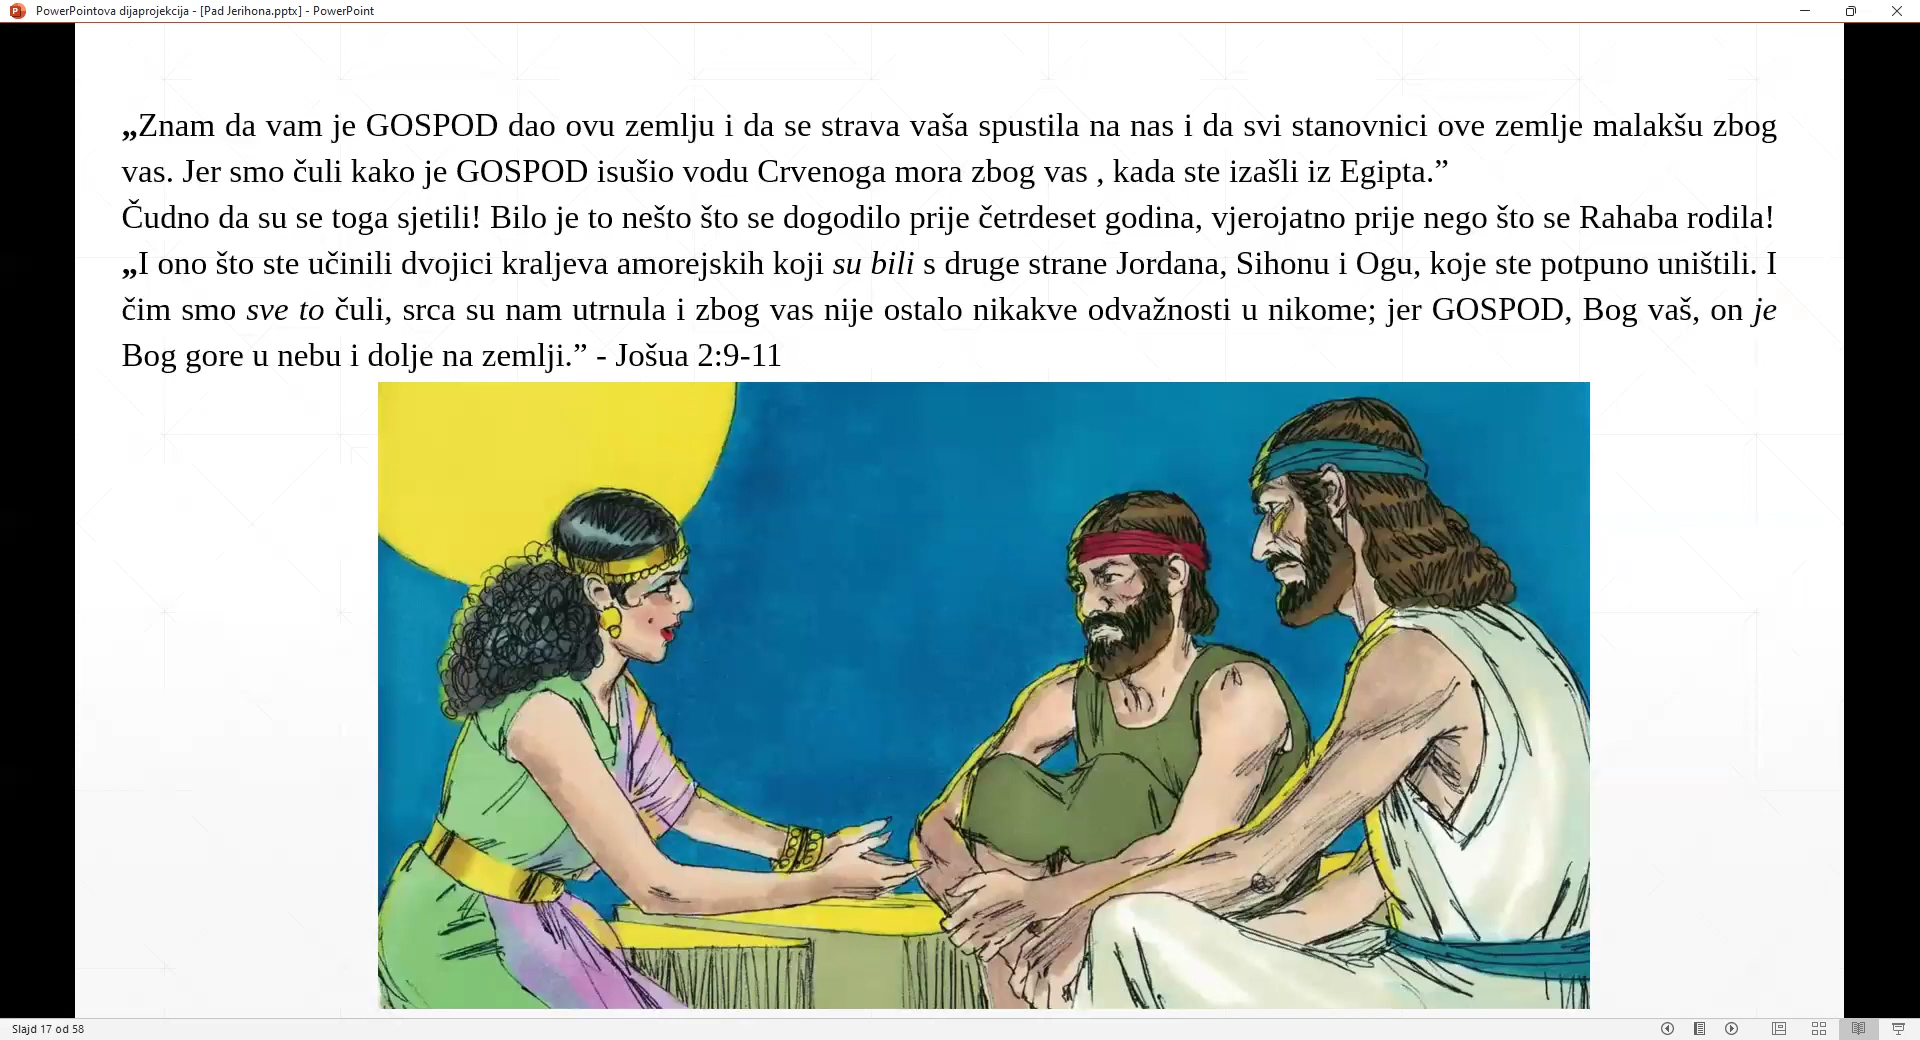 PowerPointova dijaprojekcija - [Pad Jerihona.pptx] - PowerPoint
„Znam da vam je GOSPOD dao ovu zemlju i da se strava vaša spustila na nas i da svi stanovnici ove zemlje malakšu zbog
vas. Jer smo čuli kako je GOSPOD isušio vodu Crvenoga mora zbog vas , kada ste izašli iz Egipta.”
Čudno da su se toga sjetili! Bilo je to nešto što se dogodilo prije četrdeset godina, vjerojatno prije nego što se Rahaba rodila!
„I ono što ste učinili dvojici kraljeva amorejskih koji su bili s druge strane Jordana, Sihonu i Ogu, koje ste potpuno uništili. I
čim smo sve to čuli, srca su nam utrnula i zbog vas nije ostalo nikakve odvažnosti u nikome; jer GOSPOD, Bog vaš, on je
Bog gore u nebu i dolje na zemlji.” - Jošua 2:9-11
Slajd 17 od 58